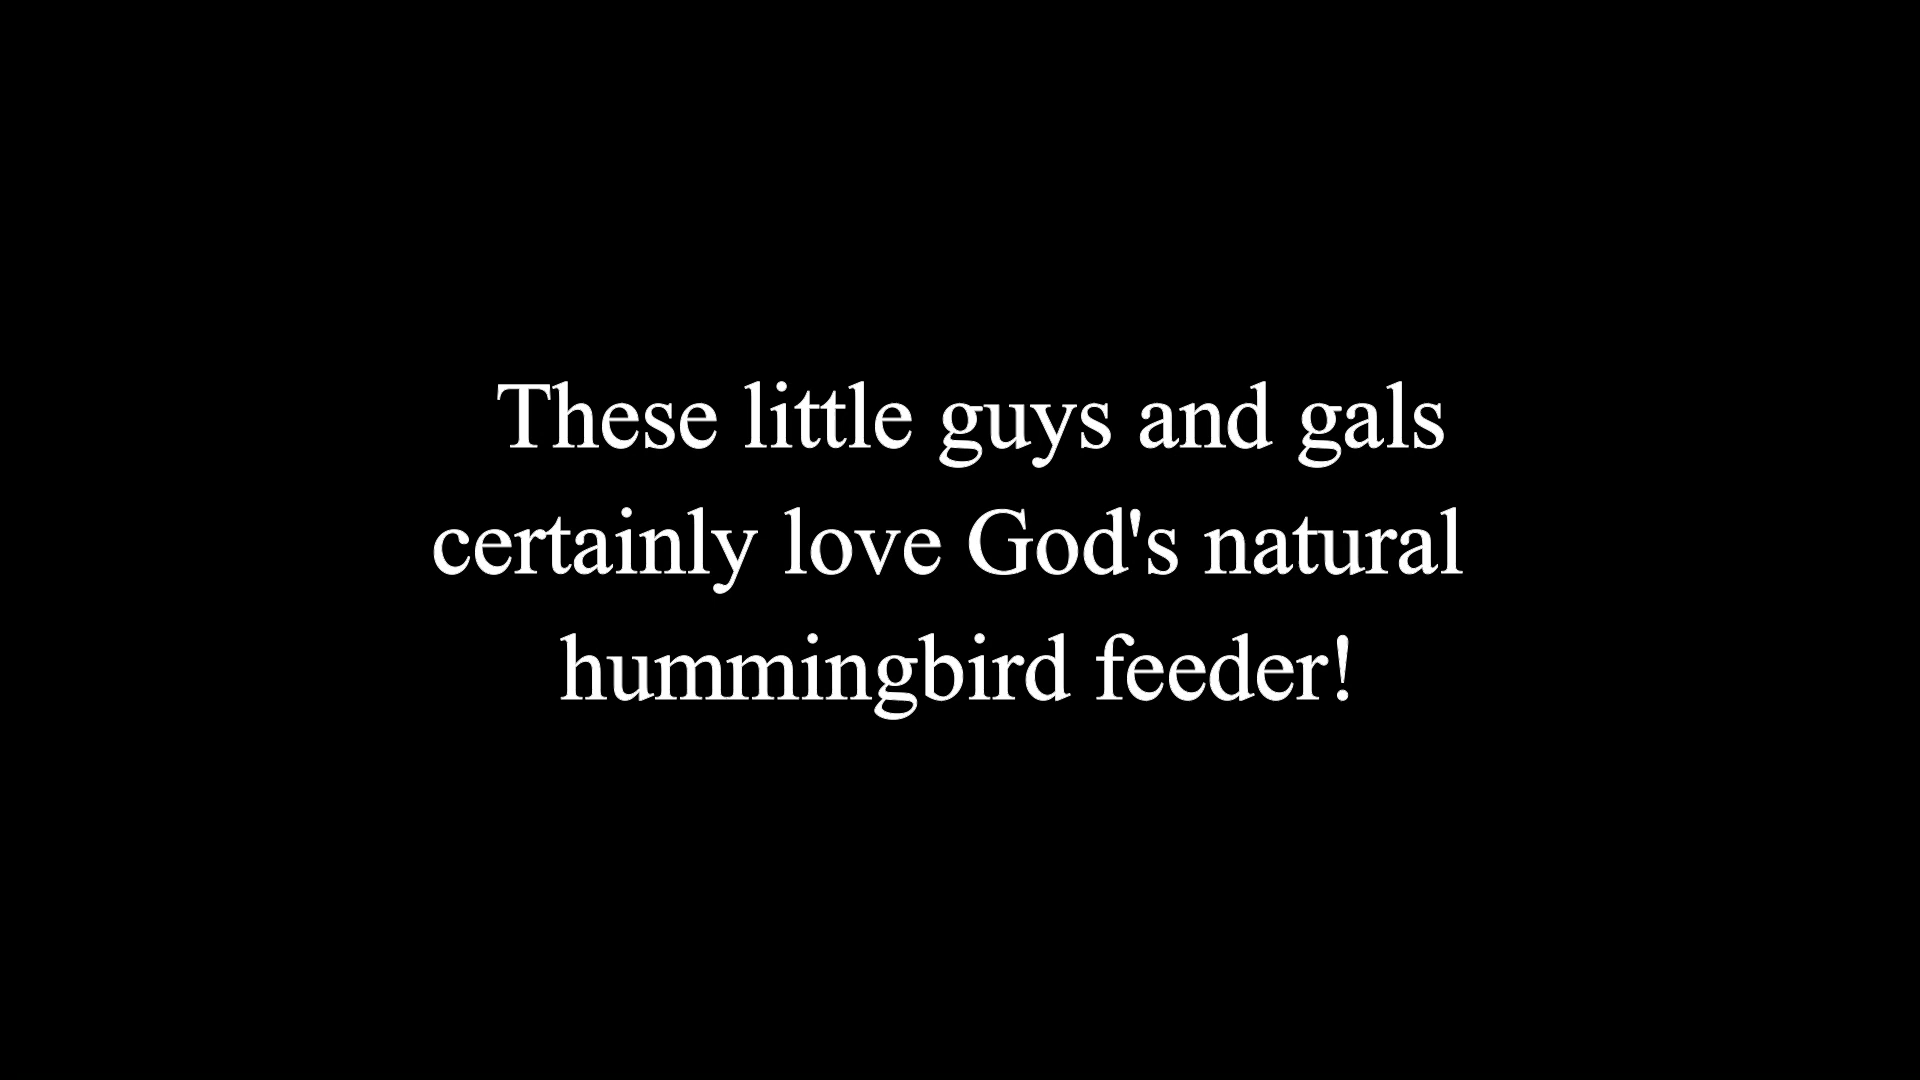 These little guys and gals
certainly love God's natural
hummingbird feeder!